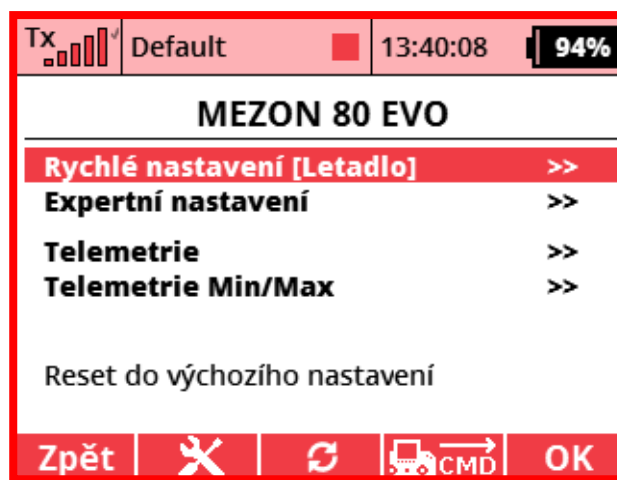 Tx Default 13:40:08 94%
MEZON 80 EVO
Rychlé nastavení [Letadlo] >>
Expertní nastavení >>
Telemetrie >>
Telemetrie Min/Max >>
Reset do výchozího nastavení
Zpět CMD OK